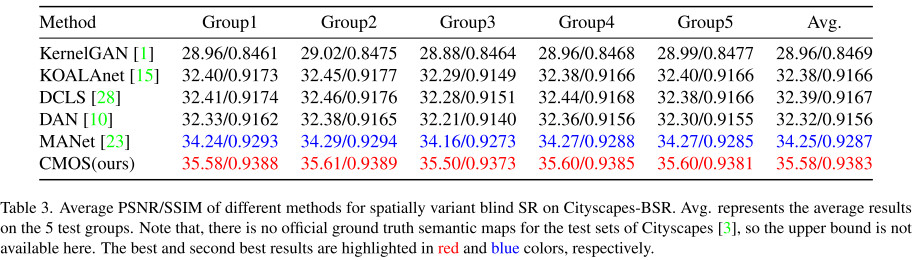 Method Group1 Group2 Group3 Group4 Group5 Avg.
KernelGAN [1] 28.96/0.8461 29.02/0.8475 28.88/0.8464 28.96/0.8468 28.99/0.8477 28.96/0.8469
KOALAnet [15] 32.40/0.9173 32.45/0.9177 32.29/0.9149 32.38/0.9166 32.40/0.9166 32.38/0.9166
DCLS [28] 32.41/0.9174 32.46/0.9176 32.28/0.9151 32.44/0.9168 32.38/0.9166 32.39/0.9167
DAN [10] 32.33/0.9162 32.38/0.9165 32.21/0.9140 32.36/0.9156 32.30/0.9155 32.32/0.9156
MANet [23] 34.24/0.9293 34.29/0.9294 34.16/0.9273 34.27/0.9288 34.27/0.9285 34.25/0.9287
CMOS(ours) 35.58/0.9388 35.61/0.9389 35.50/0.9373 35.60/0.9385 35.60/0.9381 35.58/0.9383
Table 3. Average PSNR/SSIM of different methods for spatially variant blind SR on Cityscapes-BSR. Avg. represents the average results
on the 5 test groups. Note that, there is no official ground truth semantic maps for the test sets of Cityscapes [3], so the upper bound is not
available here. The best and second best results are highlighted in red and blue colors, respectively.